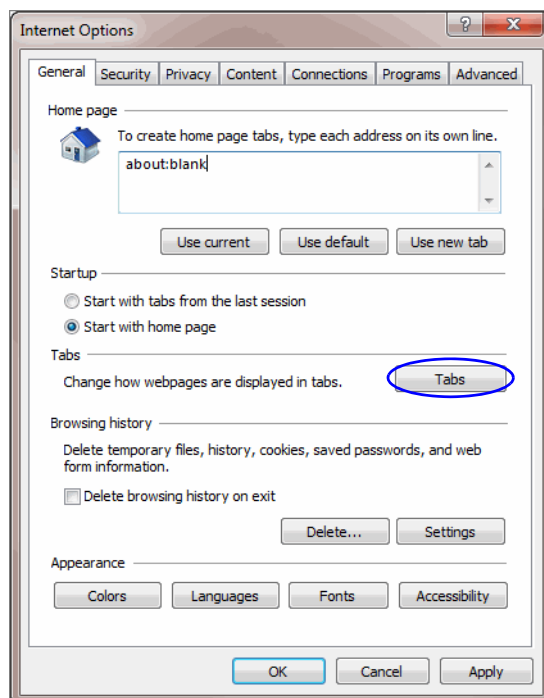 Internet Options
?
X
General Security Privacy Content Connections Programs Advanced
Home page
To create home page tabs, type each address on its own line.
about:blank
Use current Use default Use new tab
Startup
Start with tabs from the last session
Start with home page
Tabs
Change how webpages are displayed in tabs. Tabs
Browsing history
Delete temporary files, history, cookies, saved passwords, and web
form information.
Delete browsing history on exit
Delete... Settings
Appearance
Colors Languages Fonts Accessibility
OK Cancel Apply